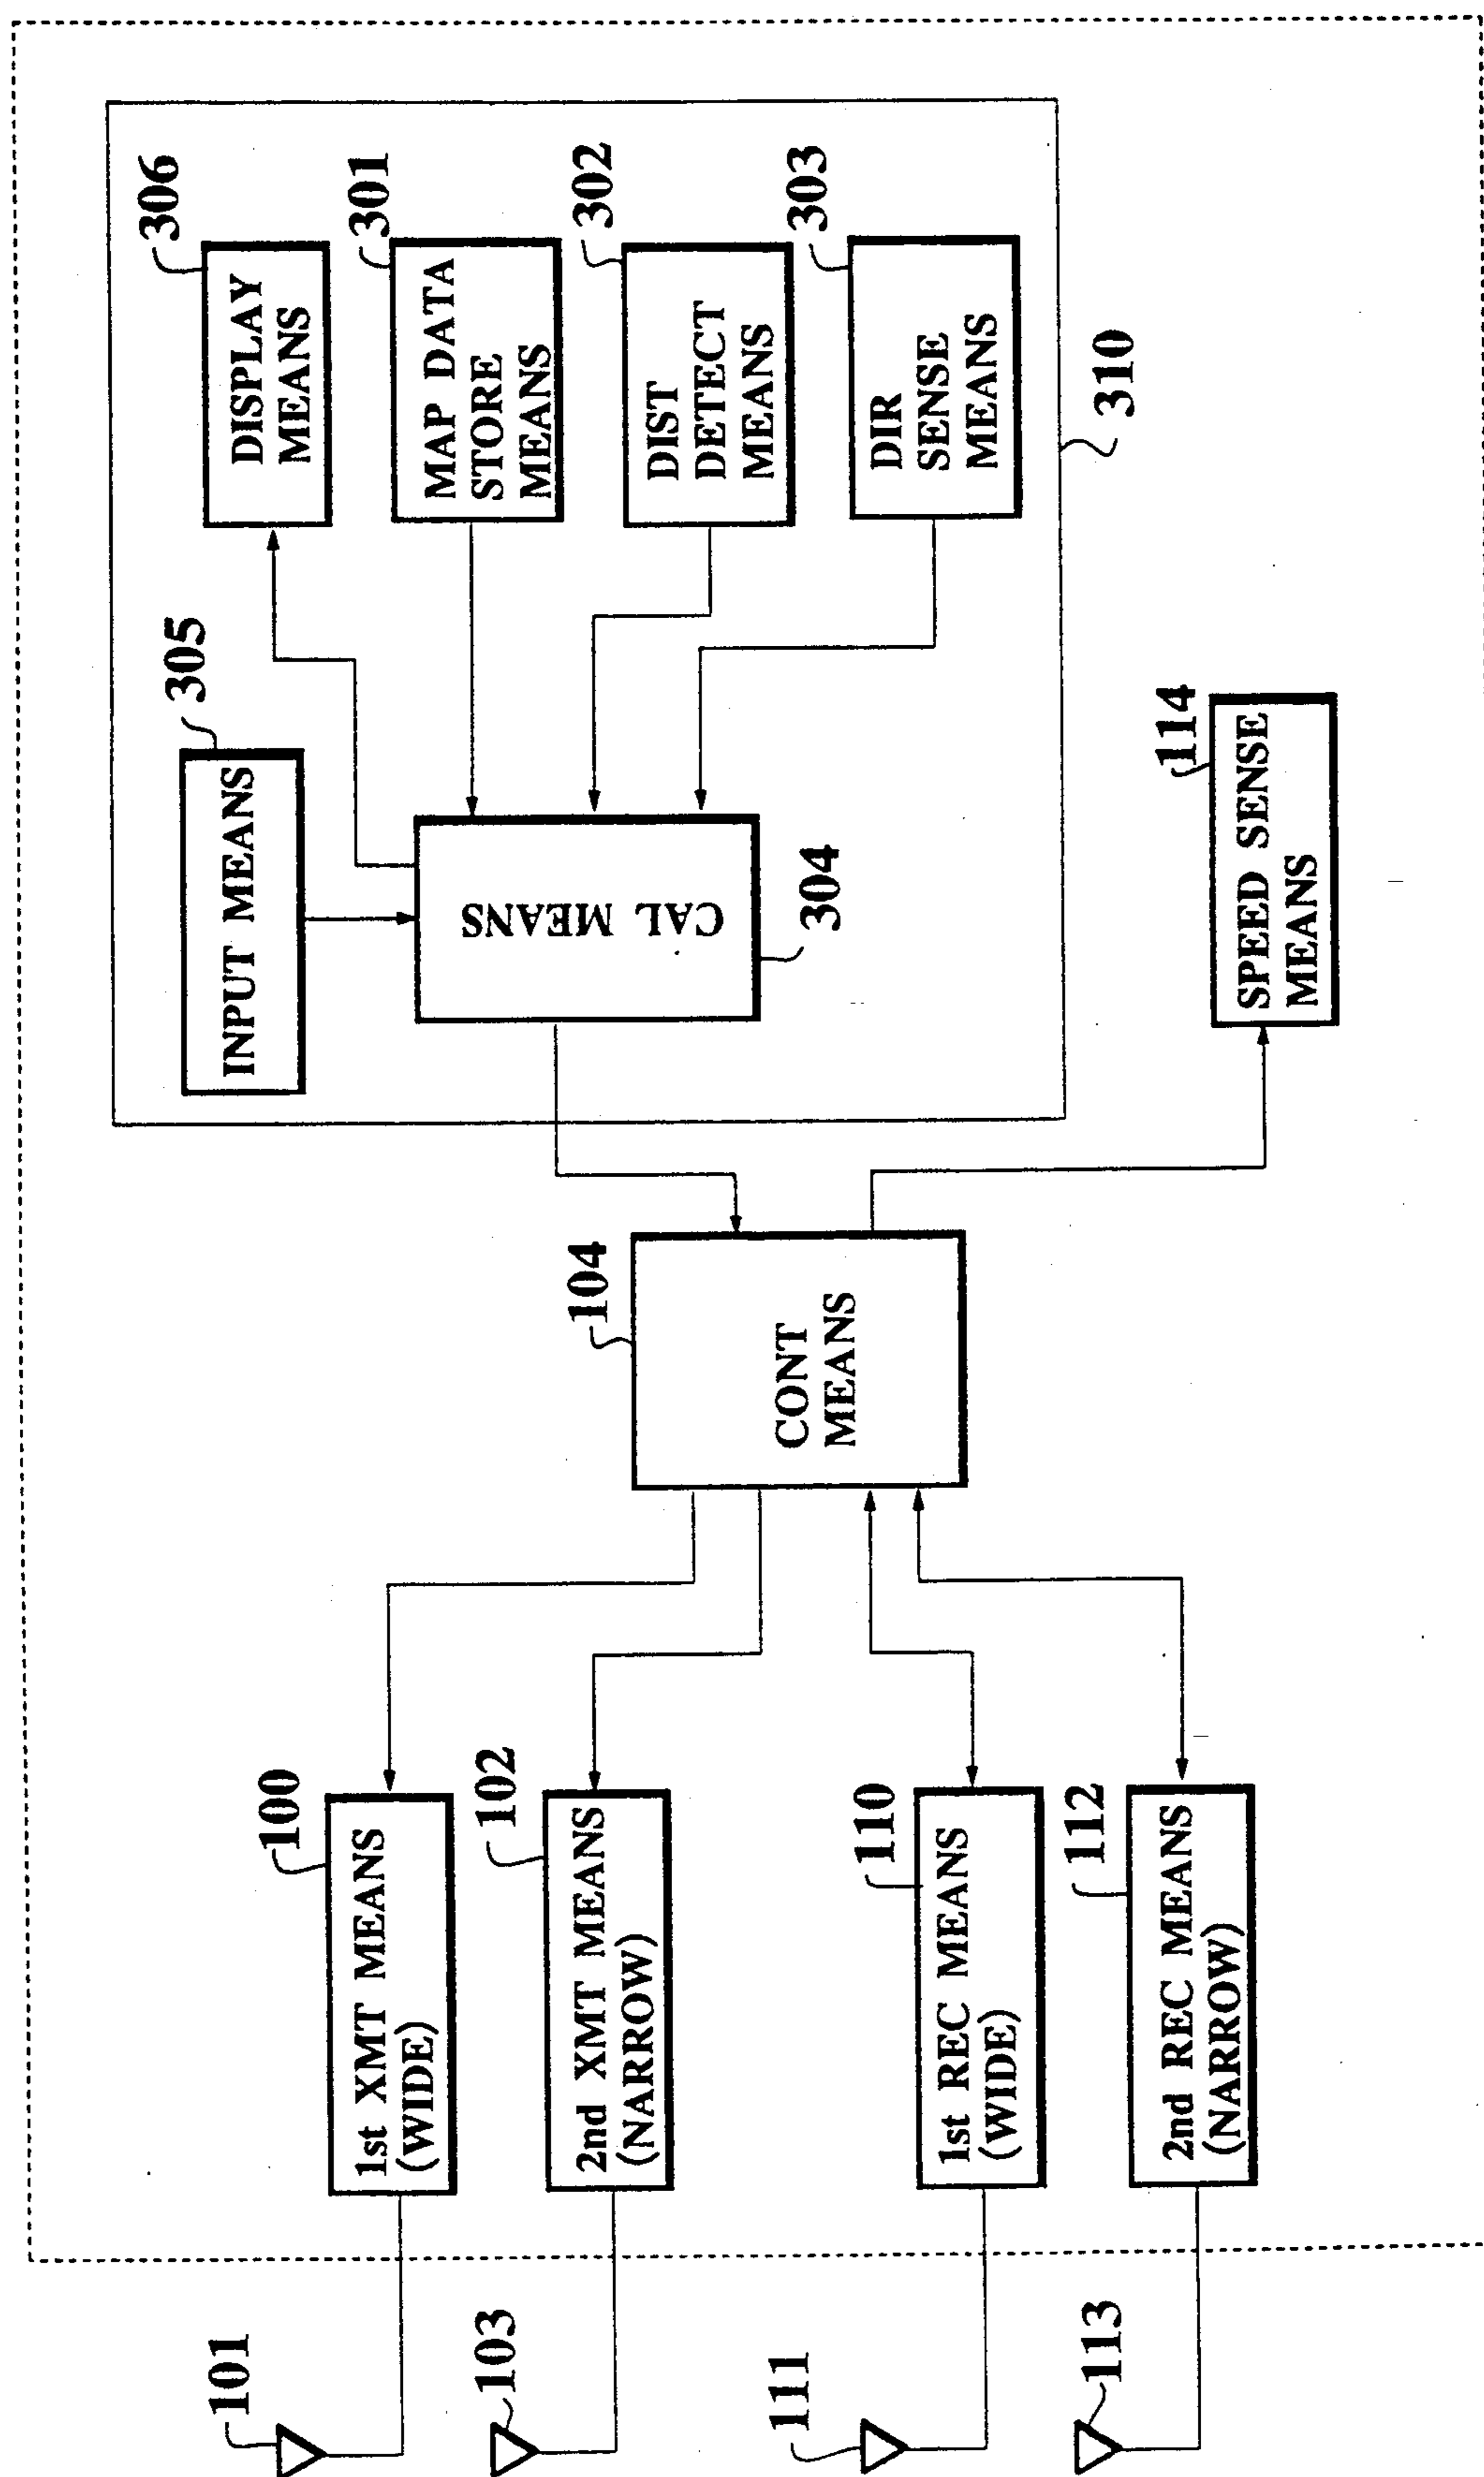 101
103
111
113
100
1st XMT MEANS
(WIDE)
102
2nd XMT MEANS
(NARROW)
110
1st REC MEANS
(WIDE)
112
2nd REC MEANS
(NARROW)
104
CONT
MEANS
305
INPUT MEANS
CAL MEANS
304
306
DISPLAY
MEANS
301
MAP DATA
STORE
MEANS
302
DIST
DETECT
MEANS
303
DIR
SENSE
MEANS
310
114
SPEED SENSE
MEANS